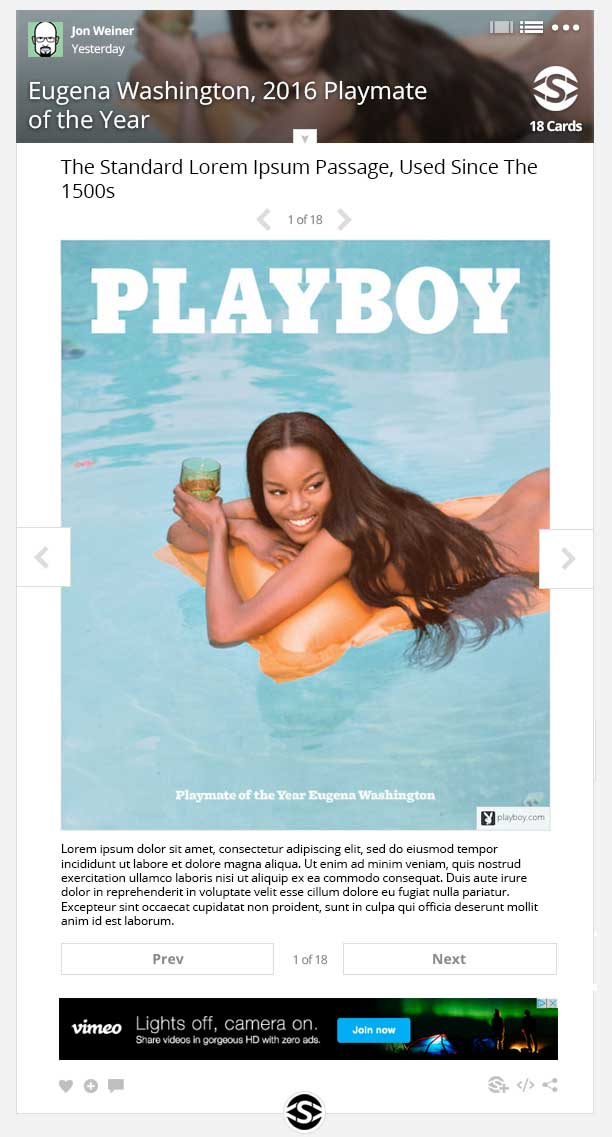 Jon Weiner
Yesterday
Eugena Washington, 2016 Playmate
of the Year
18 Cards
The Standard Lorem Ipsum Passage, Used Since The
1500s
1 of 18
PLAYBOY
Playmate of the Year Eugena Washington
playboy.com
Lorem ipsum dolor sit amet, consectetur adipiscing elit, sed do eiusmod tempor
incididunt ut labore et dolore magna aliqua. Ut enim ad minim veniam, quis nostrud
exercitation ullamco laboris nisi ut aliquip ex ea commodo consequat. Duis aute irure
dolor in reprehenderit in voluptate velit esse cillum dolore eu fugiat nulla pariatur.
Excepteur sint occaecat cupidatat non proident, sunt in culpa qui officia deserunt mollit
anim id est laborum.
Prev
1 of 18
Next
vimeo
Lights off, camera on.
Share videos in gorgeous HD with zero ads.
Join now